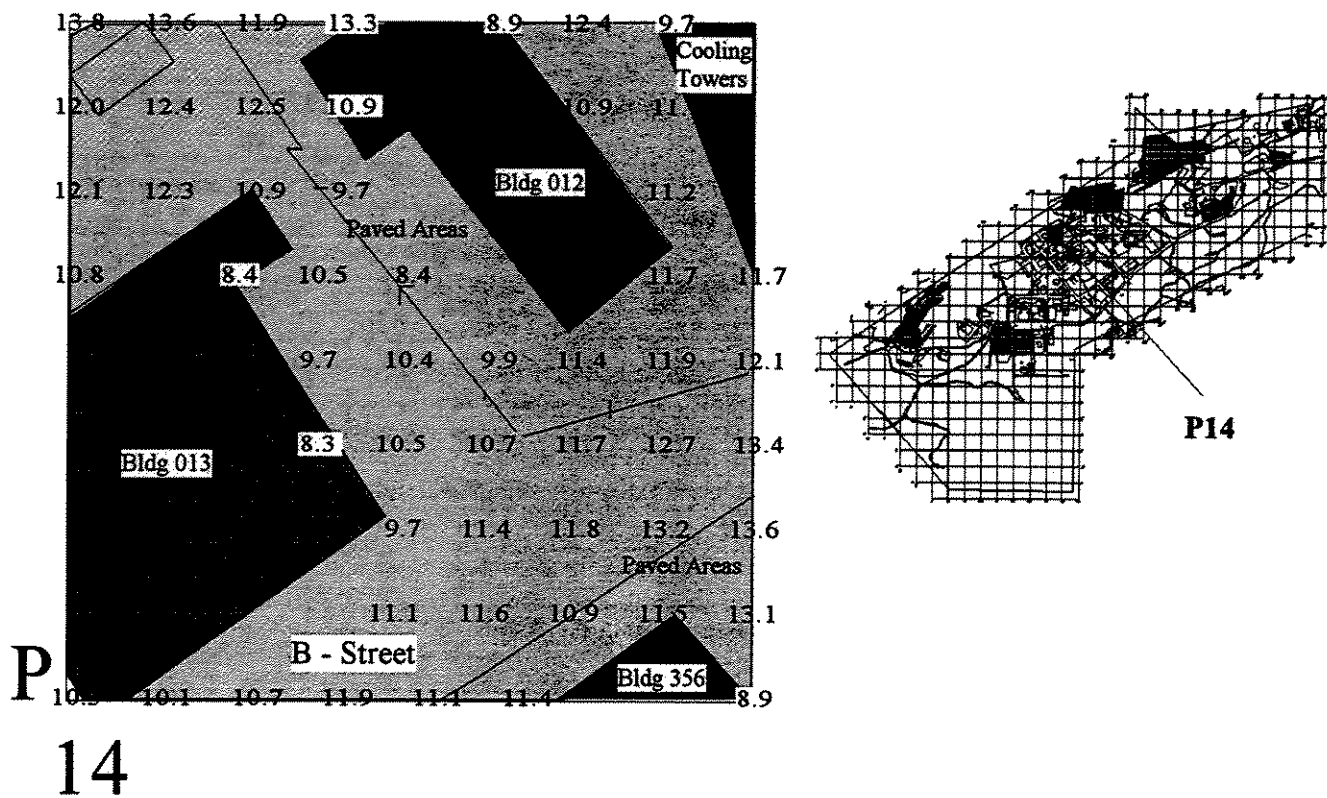 13.8 13.6 11.9 13.3 8.9 12.4 9.7
Cooling
Towers
12.0 12.4 12.5 10.9 10.9
12.1 12.3 10.9 9.7 Bldg 012 11.2
Paved Areas
10.8 8.4 10.5 8.4 11.7 11.7
9.7 10.4 9.9 11.4 11.9 12.1
Bldg 013 8.3 10.5 10.7 11.7 12.7 13.4
P14
9.7 11.4 11.8 13.2 13.6
Paved Areas
11.1 11.6 10.9 11.5 13.1
B - Street
Bldg 356
P
10.1 10.7 11.9 11.1 11.4 8.9
14